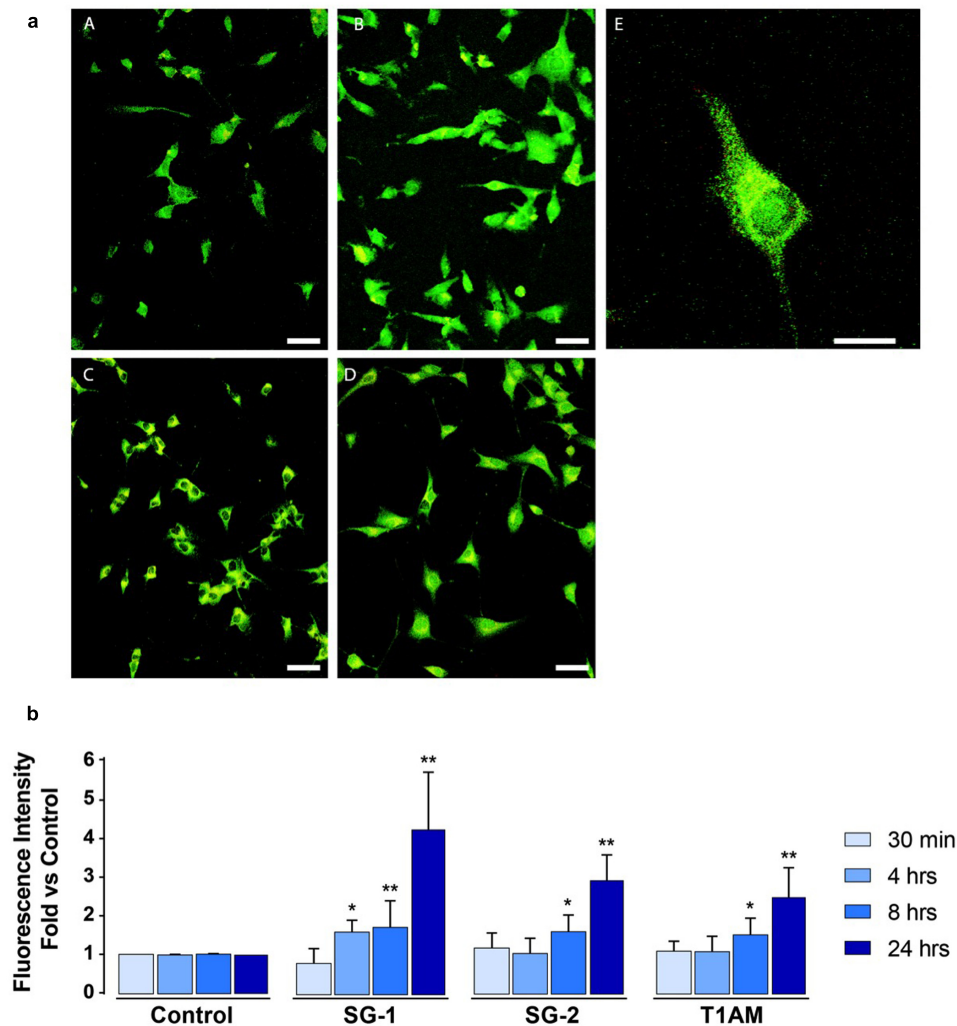 a
A
B
E
C
D
b
Fluorescence Intensity
Fold vs Control
6
5
4
3
2
1
0
*
**
**
*
**
*
**
Control
SG-1
SG-2
T1AM
30 min
4 hrs
8 hrs
24 hrs